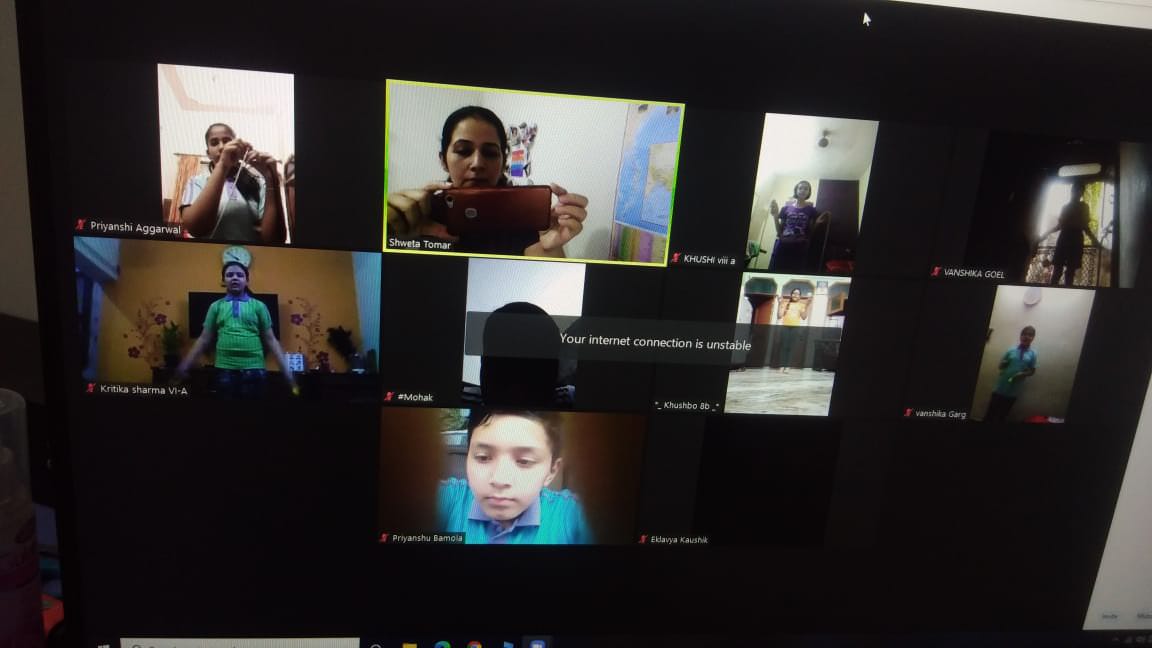 Priyanshi Aggarwal
Shweta Tomar
KHUSHI viii a
VANSHIKA GOEL
Kritika sharma VI-A
#Mohak
Your internet connection is unstable
*_ Khushbo 8b _*
vanshika Garg
Priyanshu Bamola
Eklavya Kaushik
Invite